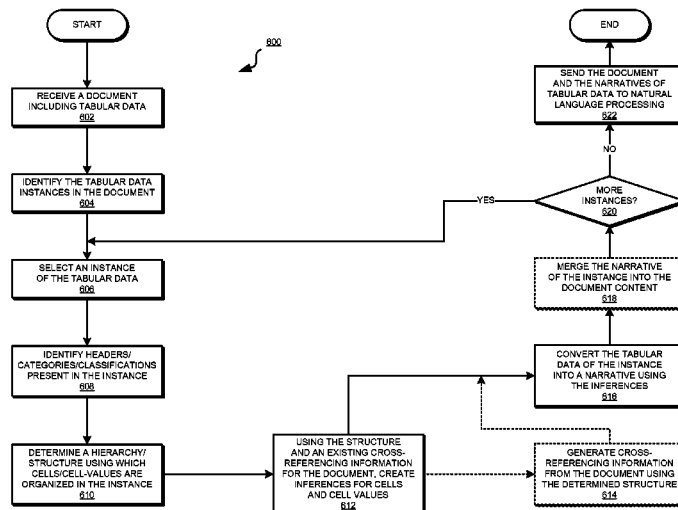 START
600
RECEIVE A DOCUMENT
INCLUDING TABULAR DATA
602
IDENTIFY THE TABULAR DATA
INSTANCES IN THE DOCUMENT
604
SELECT AN INSTANCE
OF THE TABULAR DATA
606
IDENTIFY HEADERS/
CATEGORIES/CLASSIFICATIONS
PRESENT IN THE INSTANCE
608
DETERMINE A HIERARCHY/
STRUCTURE USING WHICH
CELLS/CELL-VALUES ARE
ORGANIZED IN THE INSTANCE
610
USING THE STRUCTURE
AND AN EXISTING CROSS-
REFERENCING INFORMATION
FOR THE DOCUMENT, CREATE
INFERENCES FOR CELLS
AND CELL VALUES
612
GENERATE CROSS-
REFERENCING INFORMATION
FROM THE DOCUMENT USING
THE DETERMINED STRUCTURE
614
CONVERT THE TABULAR
DATA OF THE INSTANCE
INTO A NARRATIVE USING
THE INFERENCES
616
MERGE THE NARRATIVE
OF THE INSTANCE INTO THE
DOCUMENT CONTENT
618
MORE
INSTANCES?
620
YES
NO
SEND THE DOCUMENT
AND THE NARRATIVES OF
TABULAR DATA TO NATURAL
LANGUAGE PROCESSING
622
END